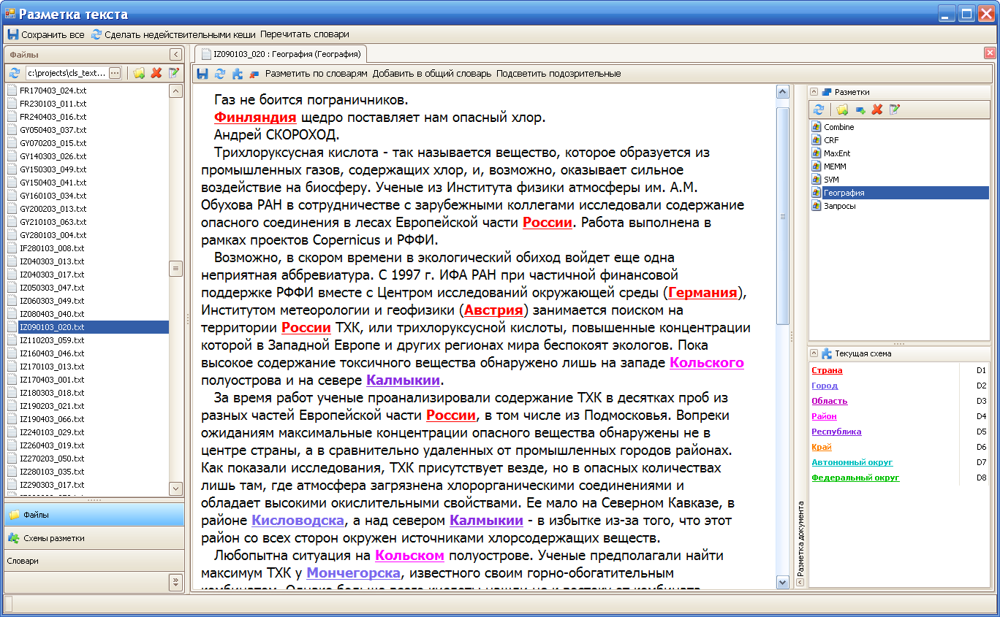 Разметка текста
Сохранить все Сделать недействительными кеши Перечитать словари
Файлы
c:\projects\cls_text... ...
FR170403_024.txt
FR230103_011.txt
FR240403_016.txt
GY050403_037.txt
GY070203_015.txt
GY140303_026.txt
GY150303_049.txt
GY150403_041.txt
GY160103_034.txt
GY200203_013.txt
GY210103_063.txt
GY280103_004.txt
IF280103_008.txt
IZ040303_013.txt
IZ040303_017.txt
IZ050303_047.txt
IZ060303_049.txt
IZ080403_040.txt
IZ090103_020.txt
IZ110203_059.txt
IZ160403_046.txt
IZ170103_013.txt
IZ170403_001.txt
IZ180303_018.txt
IZ190203_021.txt
IZ190403_066.txt
IZ240103_029.txt
IZ260403_019.txt
IZ270203_050.txt
IZ280103_035.txt
IZ290303_017.txt
Файлы
Схемы разметки
Словари
IZ090103_020 : География (География)
Разметить по словарям Добавить в общий словарь Подсветить подозрительные
Газ не боится пограничников.
Финляндия щедро поставляет нам опасный хлор.
Андрей СКОРОХОД.
Трихлоруксусная кислота - так называется вещество, которое образуется из
промышленных газов, содержащих хлор, и, возможно, оказывает сильное
воздействие на биосферу. Ученые из Института физики атмосферы им. А.М.
Обухова РАН в сотрудничестве с зарубежными коллегами исследовали содержание
опасного соединения в лесах Европейской части России. Работа выполнена в
рамках проектов Copernicus и РФФИ.
Возможно, в скором времени в экологический обиход войдет еще одна
неприятная аббревиатура. С 1997 г. ИФА РАН при частичной финансовой
поддержке РФФИ вместе с Центром исследований окружающей среды (Германия),
Институтом метеорологии и геофизики (Австрия) занимается поиском на
территории России ТХК, или трихлоруксусной кислоты, повышенные концентрации
которой в Западной Европе и других регионах мира беспокоят экологов. Пока
высокое содержание токсичного вещества обнаружено лишь на западе Кольского
полуострова и на севере Калмыкии.
За время работ ученые проанализировали содержание ТХК в десятках проб из
разных частей Европейской части России, в том числе из Подмосковья. Вопреки
ожиданиям максимальные концентрации опасного вещества обнаружены не в
центре страны, а в сравнительно удаленных от промышленных городов районах.
Как показали исследования, ТХК присутствует везде, но в опасных количествах
лишь там, где атмосфера загрязнена хлорорганическими соединениями и
обладает высокими окислительными свойствами. Ее мало на Северном Кавказе, в
районе Кисловодска, а над севером Калмыкии - в избытке из-за того, что этот
район со всех сторон окружен источниками хлорсодержащих веществ.
Любопытна ситуация на Кольском полуострове. Ученые предполагали найти
максимум ТХК у Мончегорска, известного своим горно-обогатительным
комбинатом. Однако больше всего кислоты нашли не к востоку от комбината,
Разметка документа
Разметки
Combine
CRF
MaxEnt
MEMM
SVM
География
Запросы
Текущая схема
Страна D1
Город D2
Область D3
Район D4
Республика D5
Край D6
Автономный округ D7
Федеральный округ D8